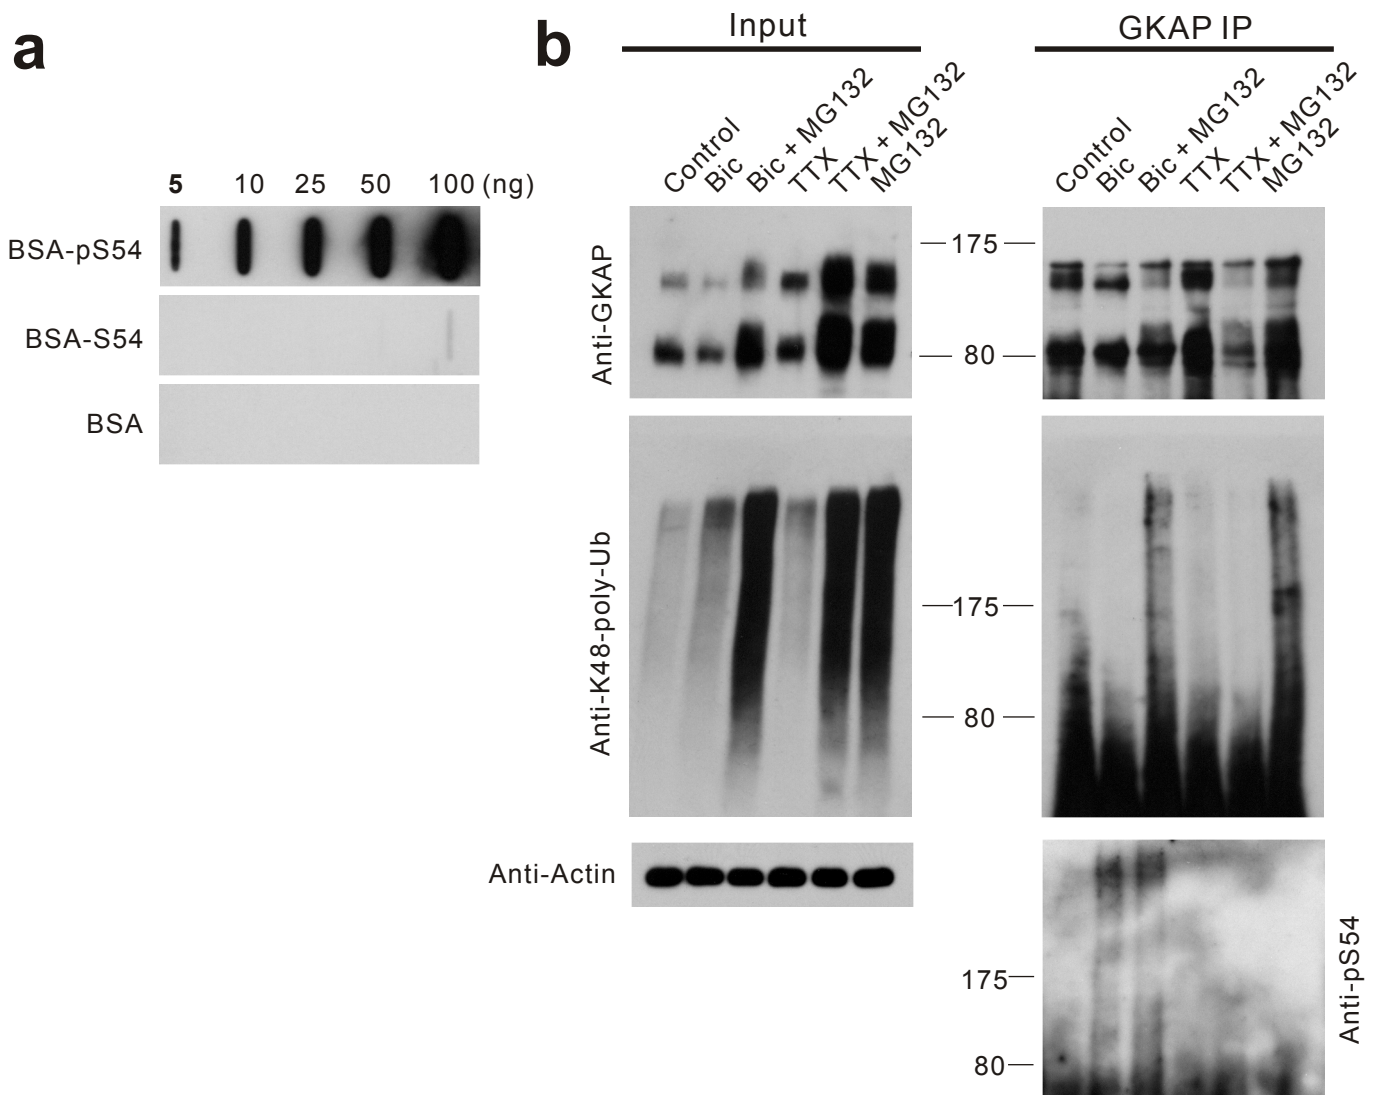 a
5 10 25 50 100 (ng)
BSA-pS54
BSA-S54
BSA
b
Input
GKAP IP
Control
Bic
Bic + MG132
TTX
TTX + MG132
MG132
Control
Bic
Bic + MG132
TTX
TTX + MG132
MG132
Anti-GKAP
175
80
Anti-K48-poly-Ub
175
80
Anti-Actin
175
80
Anti-pS54